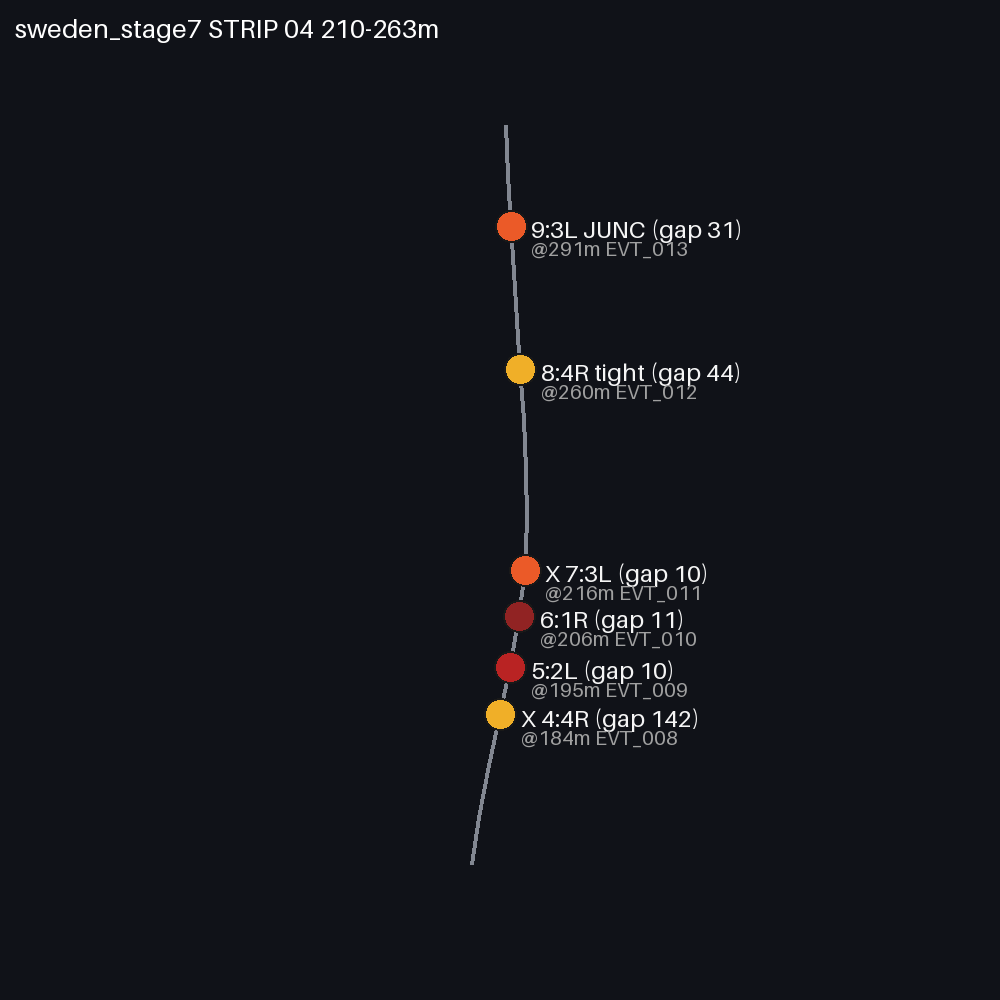 sweden_stage7 STRIP 04 210-263m
9:3L JUNC (gap 31)
@291m EVT_013
8:4R tight (gap 44)
@260m EVT_012
X 7:3L (gap 10)
@216m EVT_011
6:1R (gap 11)
@206m EVT_010
5:2L (gap 10)
@195m EVT_009
X 4:4R (gap 142)
@184m EVT_008